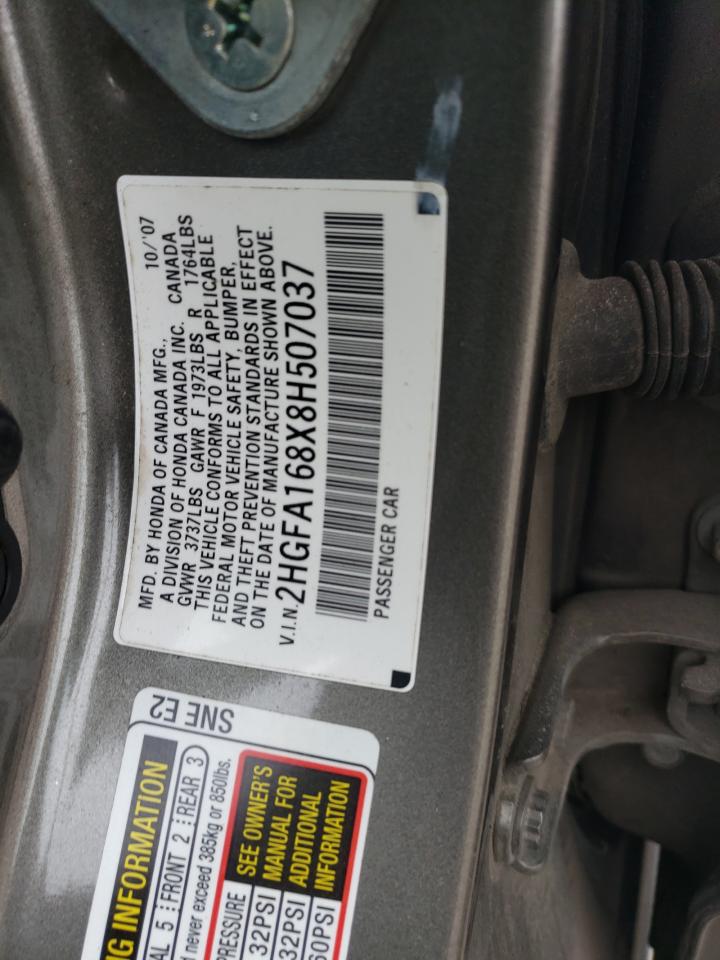 MFD. BY HONDA OF CANADA MFG., 10/'07
A DIVISION OF HONDA CANADA INC. CANADA
GVWR 3737LBS GAWR F 1973LBS R 1764LBS
THIS VEHICLE CONFORMS TO ALL APPLICABLE
FEDERAL MOTOR VEHICLE SAFETY, BUMPER,
AND THEFT PREVENTION STANDARDS IN EFFECT
ON THE DATE OF MANUFACTURE SHOWN ABOVE.
V.I.N. 2HGFA168X8H507037
PASSENGER CAR
SNE E2
INFORMATION
5 FRONT 2 REAR 3
never exceed 385kg or 850lbs.
PRESSURE
32PSI
32PSI
60PSI
SEE OWNER'S
MANUAL FOR
ADDITIONAL
INFORMATION